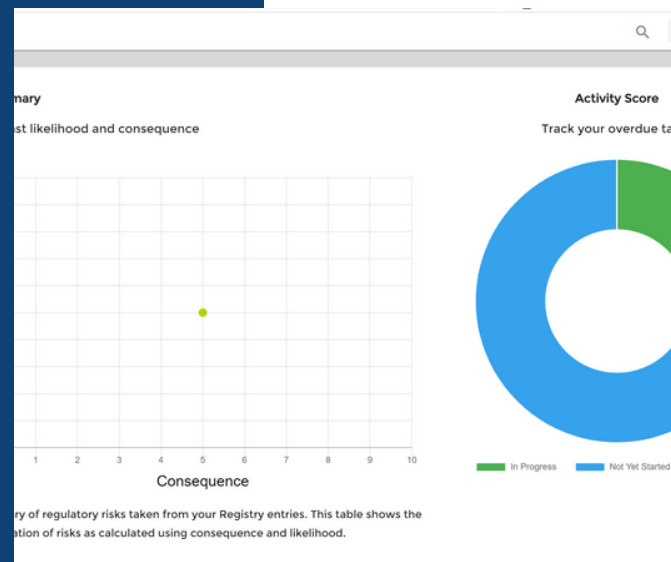 mary
st likelihood and consequence
Activity Score
Track your overdue ta
1 2 3 4 5 6 7 8 9 10
Consequence
In Progress Not Yet Started
ry of regulatory risks taken from your Registry entries. This table shows the
ation of risks as calculated using consequence and likelihood.